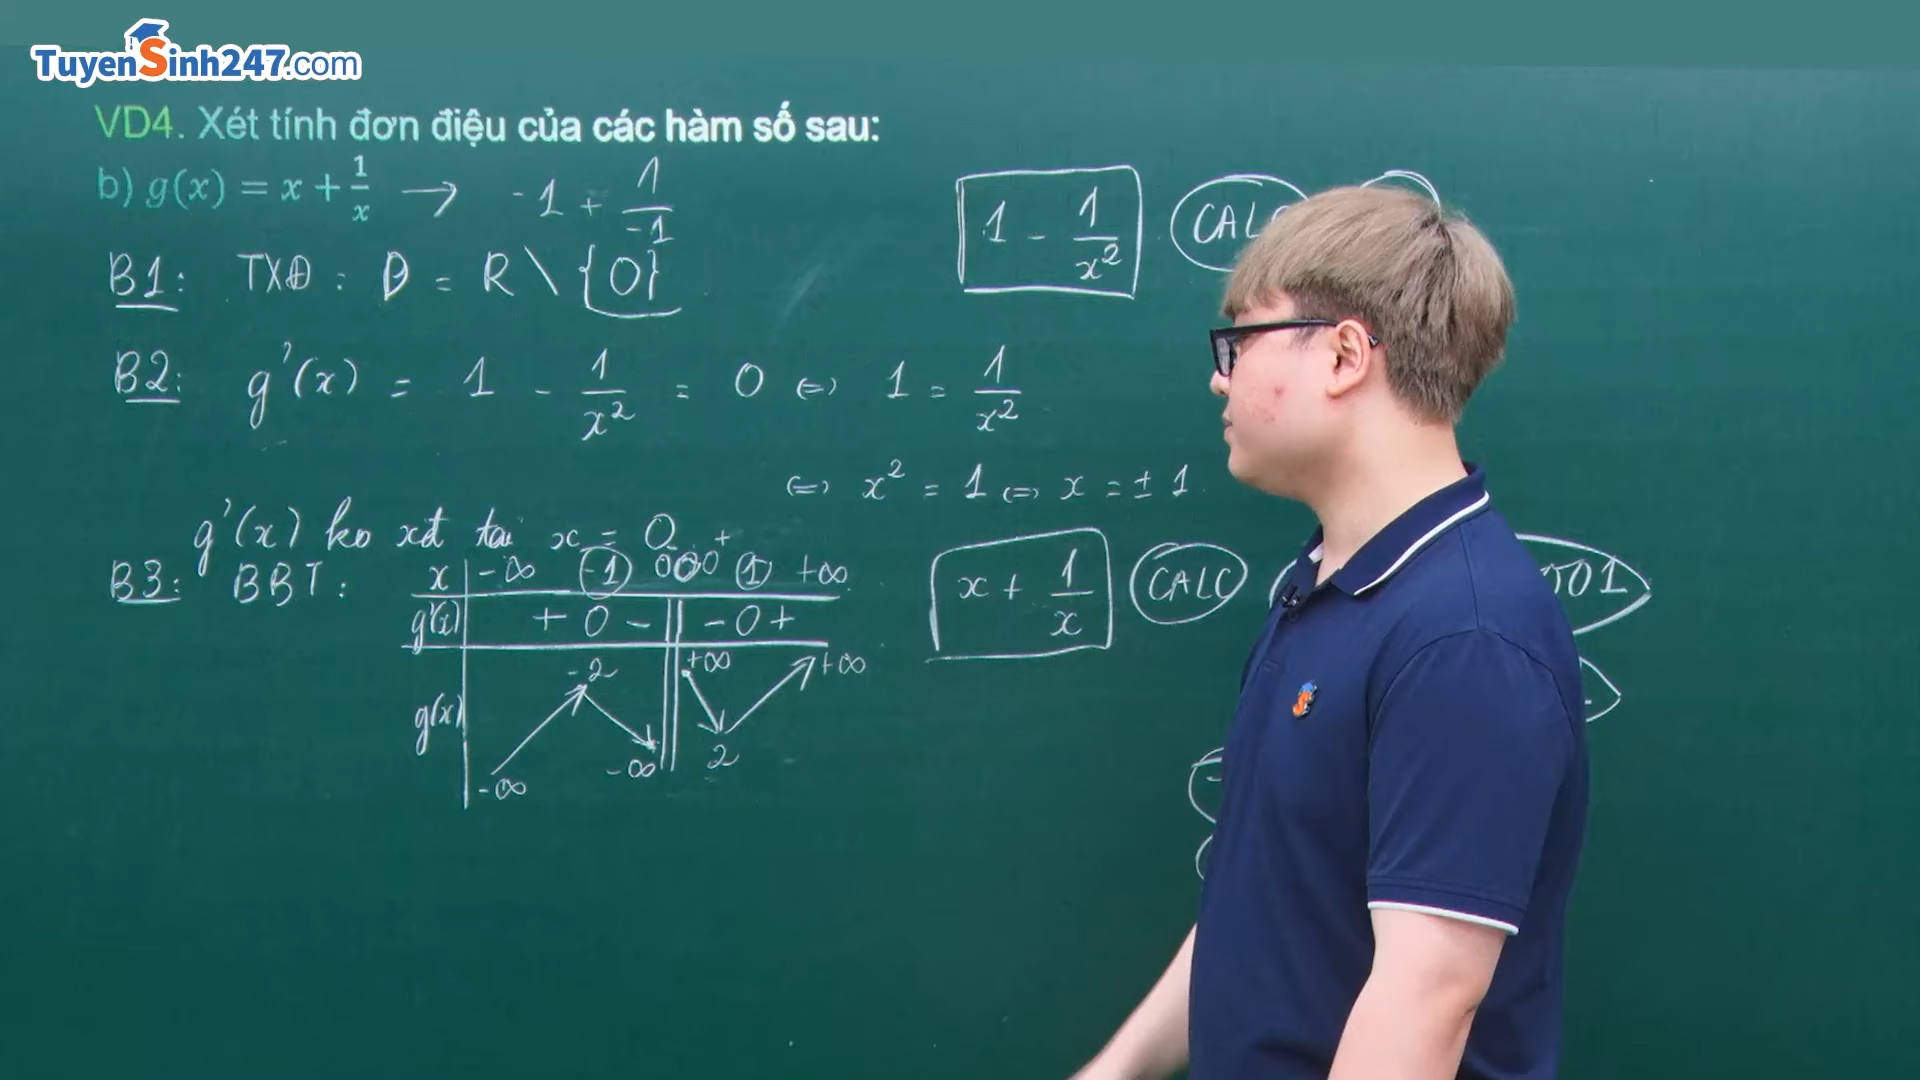 TuyenSinh247.com
VD4. Xét tính đơn điệu của các hàm số sau:
b) g(x) = x + 1/x → -1 + 1/-1
1 - 1/x²
B1: TXĐ: D = R \ {0}
B2: g'(x) = 1 - 1/x² = 0 ⇔ 1 = 1/x²
⇔ x² = 1 ⇔ x = ± 1
g'(x) ko xđ tại x = 0
B3: BBT:
x -∞ -1 0⁻ 0 0⁺ 1 +∞
g'(x) + 0 - || - 0 +
g(x) -∞ -2 -∞ || +∞ 2 +∞
x + 1/x CALC